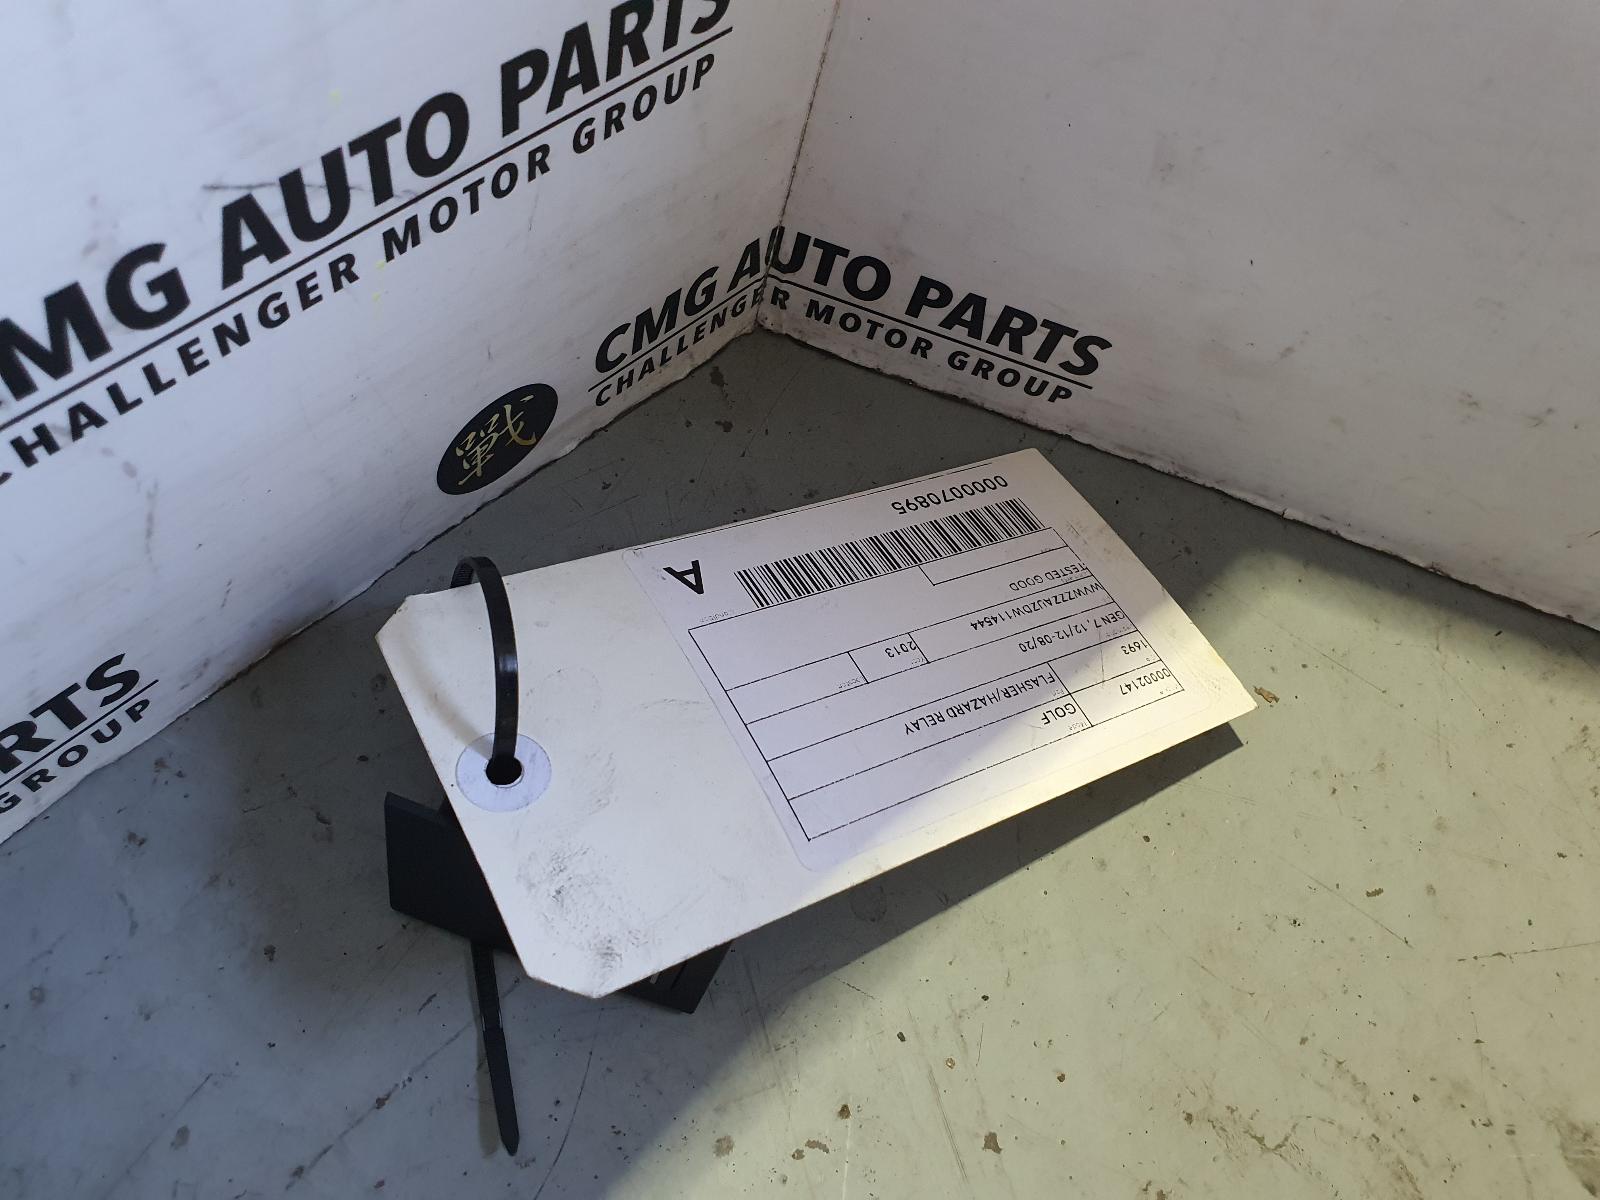 CMG AUTO PARTS
CHALLENGER MOTOR GROUP
CMG AUTO PARTS
CHALLENGER MOTOR GROUP
戰
RTS
GROUP
00002147
GOLF
1693
FLASHER/HAZARD RELAY
GEN 7, 12/12-08/20
2013
WVWZZZAUZDW114544
TESTED GOOD
A
0000070895